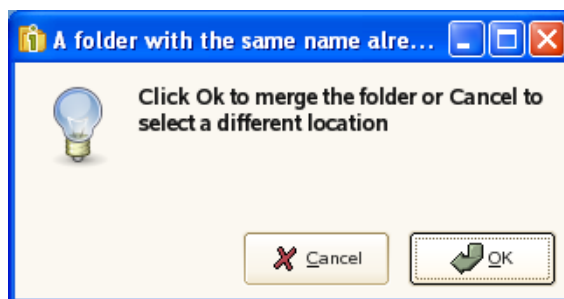 A folder with the same name alre...
Click Ok to merge the folder or Cancel to
select a different location
Cancel
OK